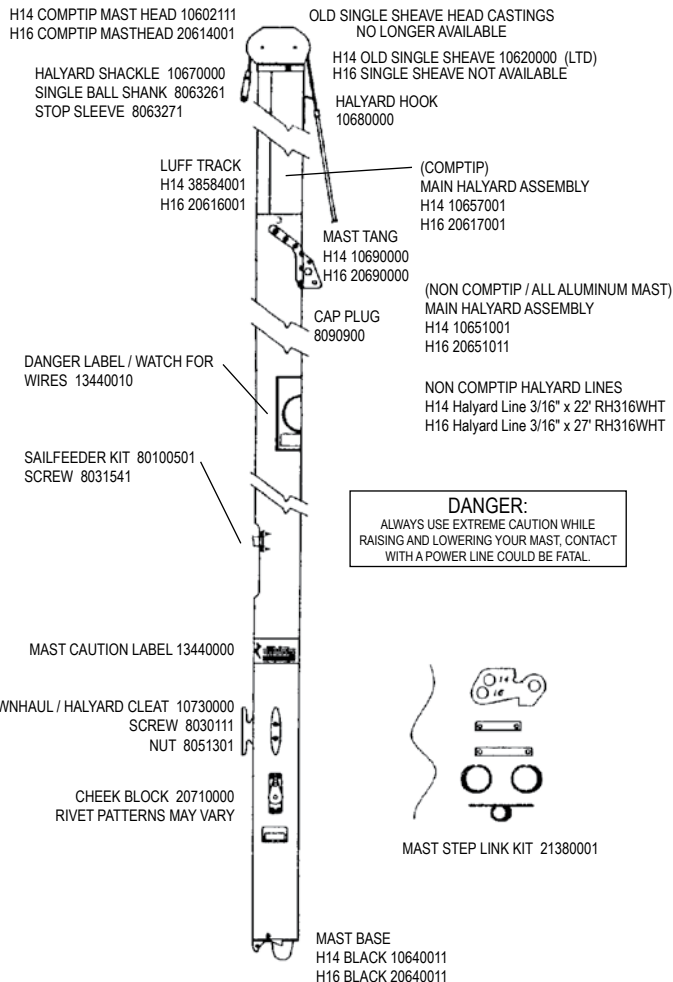 H14 COMPTIP MAST HEAD 10602111
H16 COMPTIP MASTHEAD 20614001
OLD SINGLE SHEAVE HEAD CASTINGS
NO LONGER AVAILABLE
H14 OLD SINGLE SHEAVE 10620000 (LTD)
H16 SINGLE SHEAVE NOT AVAILABLE
HALYARD SHACKLE 10670000
SINGLE BALL SHANK 8063261
STOP SLEEVE 8063271
HALYARD HOOK
10680000
LUFF TRACK
H14 38584001
H16 20616001
(COMPTIP)
MAIN HALYARD ASSEMBLY
H14 10657001
H16 20617001
MAST TANG
H14 10690000
H16 20690000
(NON COMPTIP / ALL ALUMINUM MAST)
MAIN HALYARD ASSEMBLY
H14 10651001
H16 20651011
CAP PLUG
8090900
DANGER LABEL / WATCH FOR
WIRES 13440010
NON COMPTIP HALYARD LINES
H14 Halyard Line 3/16" x 22' RH316WHT
H16 Halyard Line 3/16" x 27' RH316WHT
SAILFEEDER KIT 80100501
SCREW 8031541
DANGER:
ALWAYS USE EXTREME CAUTION WHILE
RAISING AND LOWERING YOUR MAST, CONTACT
WITH A POWER LINE COULD BE FATAL.
MAST CAUTION LABEL 13440000
14
16
WNHAUL / HALYARD CLEAT 10730000
SCREW 8030111
NUT 8051301
CHEEK BLOCK 20710000
RIVET PATTERNS MAY VARY
MAST STEP LINK KIT 21380001
MAST BASE
H14 BLACK 10640011
H16 BLACK 20640011